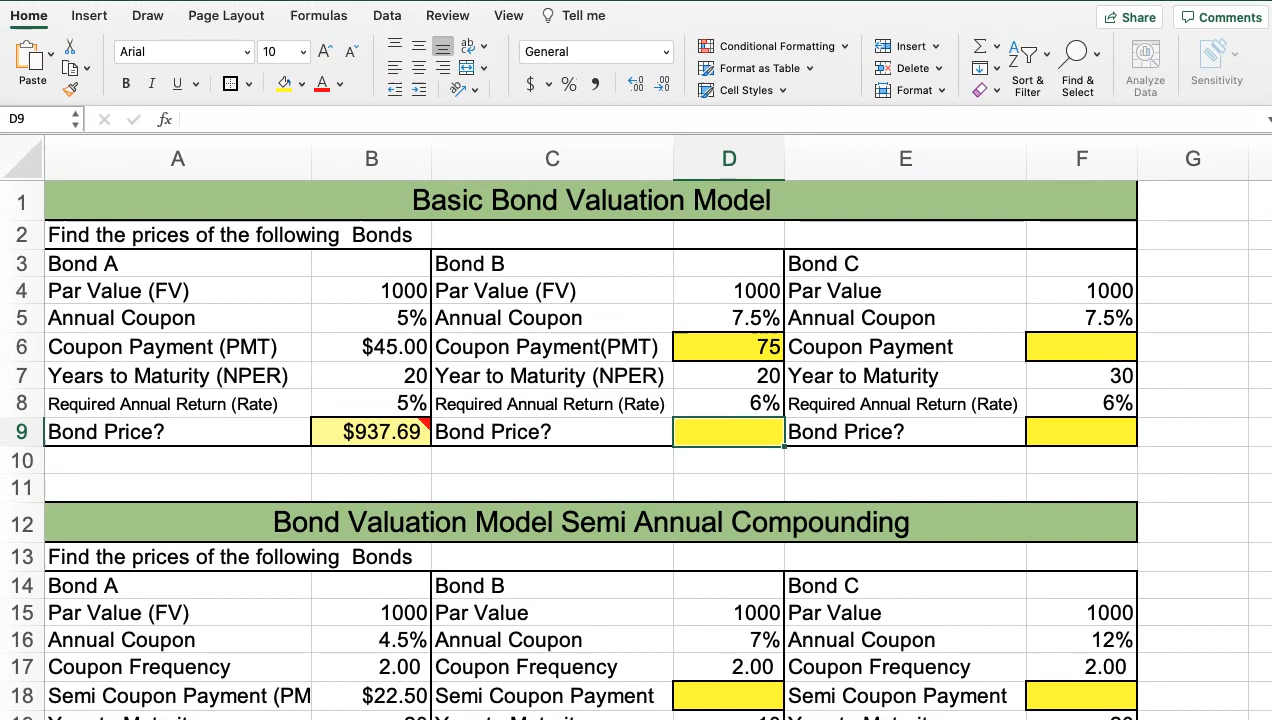 Home Insert Draw Page Layout Formulas Data Review View Tell me Share Comments
Paste Arial 10 A A ab General Conditional Formatting Insert Sort & Filter Find & Select Analyze Data Sensitivity
B I U A $ % Format as Table Delete
Cell Styles Format
D9 fx
A B C D E F G
1 Basic Bond Valuation Model
2 Find the prices of the following Bonds
3 Bond A Bond B Bond C
4 Par Value (FV) 1000 Par Value (FV) 1000 Par Value 1000
5 Annual Coupon 5% Annual Coupon 7.5% Annual Coupon 7.5%
6 Coupon Payment (PMT) $45.00 Coupon Payment(PMT) 75 Coupon Payment
7 Years to Maturity (NPER) 20 Year to Maturity (NPER) 20 Year to Maturity 30
8 Required Annual Return (Rate) 5% Required Annual Return (Rate) 6% Required Annual Return (Rate) 6%
9 Bond Price? $937.69 Bond Price? Bond Price?
10
11
12 Bond Valuation Model Semi Annual Compounding
13 Find the prices of the following Bonds
14 Bond A Bond B Bond C
15 Par Value (FV) 1000 Par Value 1000 Par Value 1000
16 Annual Coupon 4.5% Annual Coupon 7% Annual Coupon 12%
17 Coupon Frequency 2.00 Coupon Frequency 2.00 Coupon Frequency 2.00
18 Semi Coupon Payment (PM $22.50 Semi Coupon Payment Semi Coupon Payment